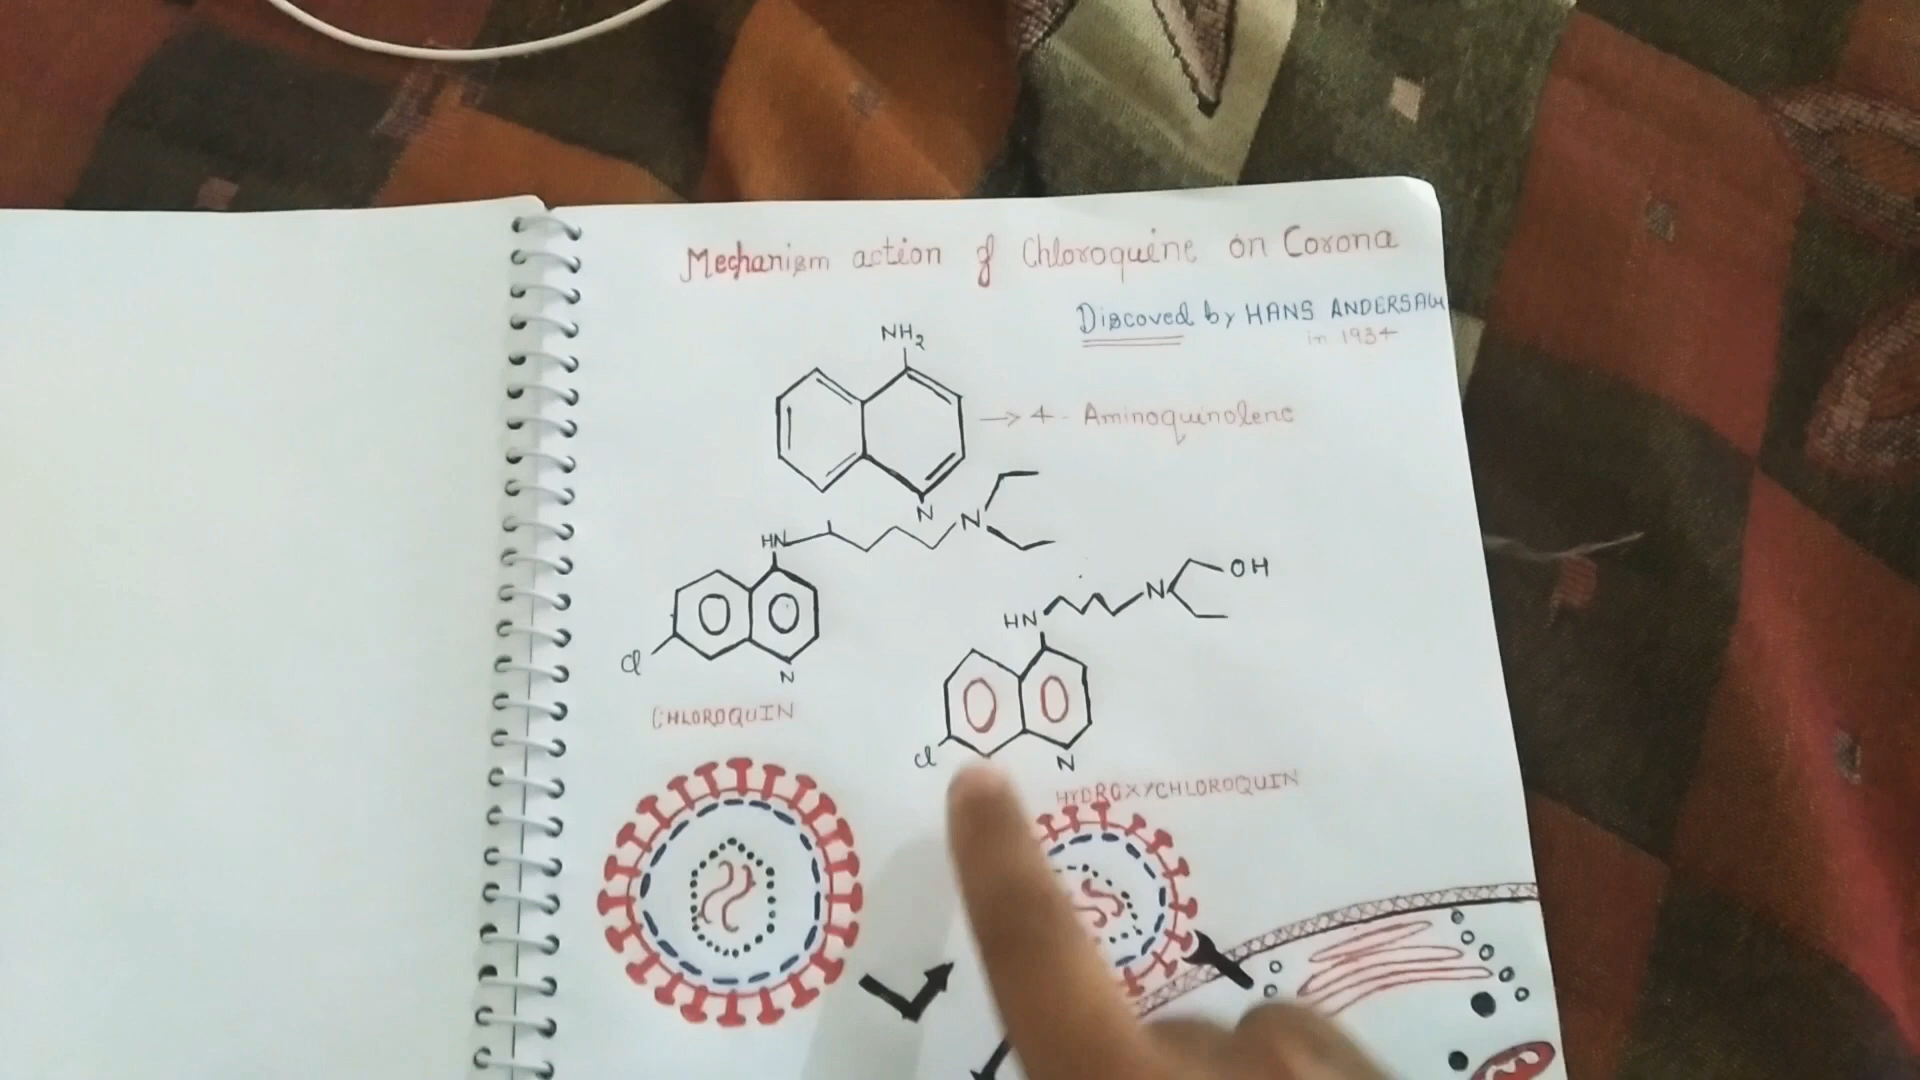 Mechanism action of Chloroquine on Corona
Discoved by HANS ANDERSAG
in 1934
NH2
→ 4- Aminoquinolene
N
HN
N
Cl
N
CHLOROQUIN
HN
N
OH
Cl
N
HYDROXYCHLOROQUIN